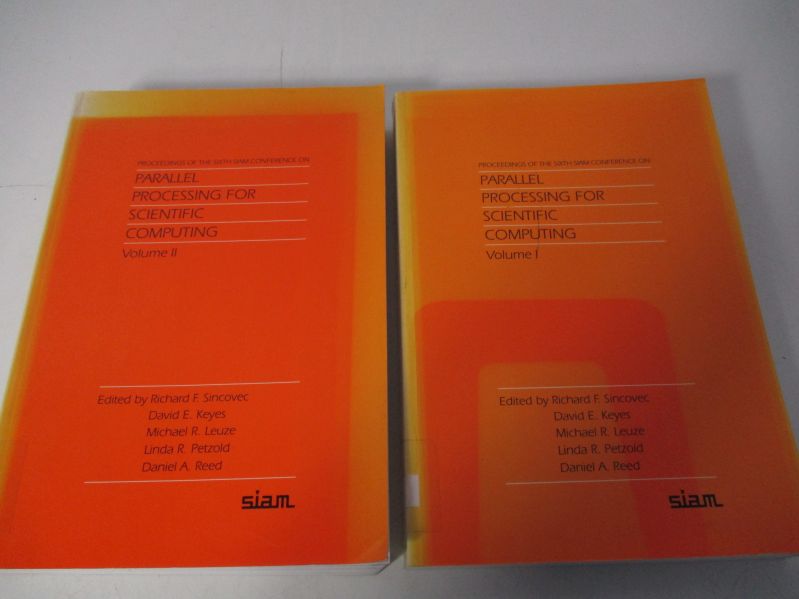 PROCEEDINGS OF THE SIXTH SIAM CONFERENCE ON
PARALLEL
PROCESSING FOR
SCIENTIFIC
COMPUTING
Volume II
Edited by Richard F. Sincovec
David E. Keyes
Michael R. Leuze
Linda R. Petzold
Daniel A. Reed
siam
PROCEEDINGS OF THE SIXTH SIAM CONFERENCE ON
PARALLEL
PROCESSING FOR
SCIENTIFIC
COMPUTING
Volume I
Edited by Richard F. Sincovec
David E. Keyes
Michael R. Leuze
Linda R. Petzold
Daniel A. Reed
siam